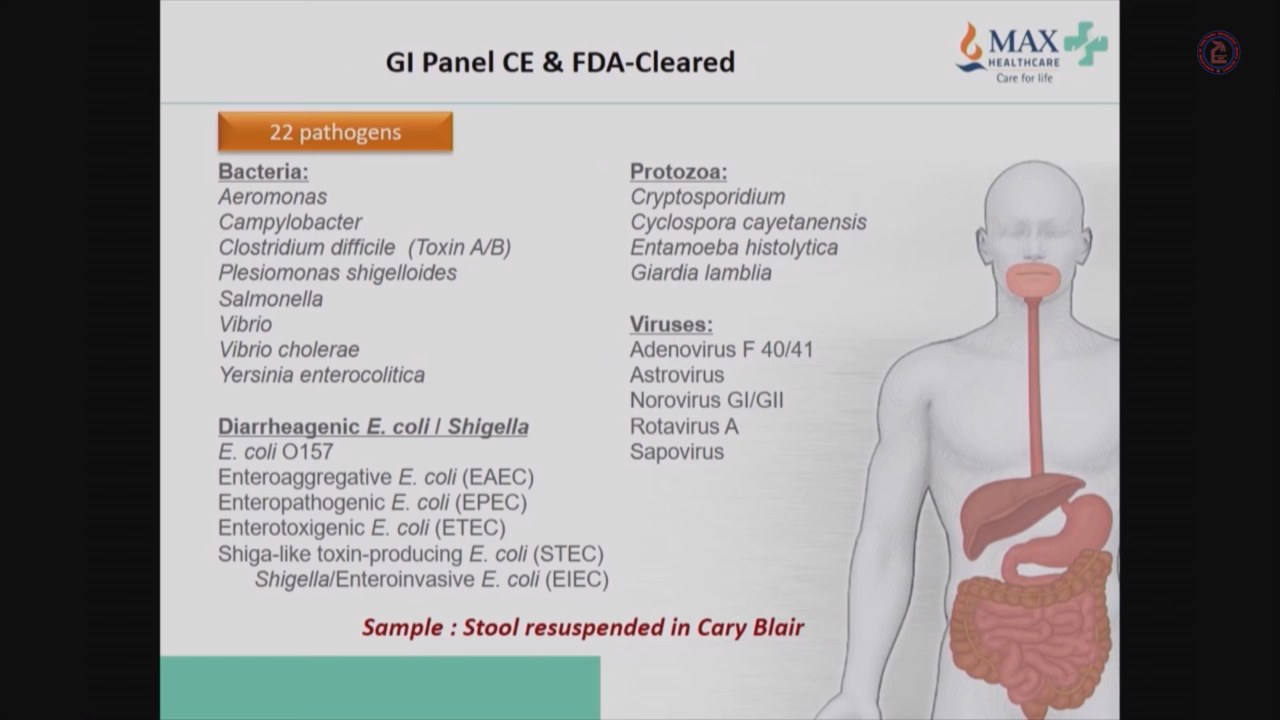 GI Panel CE & FDA-Cleared
MAX
HEALTHCARE
Care for life
22 pathogens
Bacteria:
Aeromonas
Campylobacter
Clostridium difficile (Toxin A/B)
Plesiomonas shigelloides
Salmonella
Vibrio
Vibrio cholerae
Yersinia enterocolitica
Diarrheagenic E. coli / Shigella
E. coli O157
Enteroaggregative E. coli (EAEC)
Enteropathogenic E. coli (EPEC)
Enterotoxigenic E. coli (ETEC)
Shiga-like toxin-producing E. coli (STEC)
Shigella/Enteroinvasive E. coli (EIEC)
Protozoa:
Cryptosporidium
Cyclospora cayetanensis
Entamoeba histolytica
Giardia lamblia
Viruses:
Adenovirus F 40/41
Astrovirus
Norovirus GI/GII
Rotavirus A
Sapovirus
Sample : Stool resuspended in Cary Blair